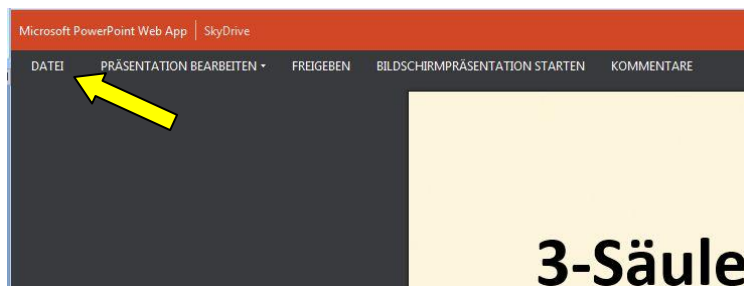 Microsoft PowerPoint Web App | SkyDrive
DATEI PRÄSENTATION BEARBEITEN FREIGEBEN BILDSCHIRMPRÄSENTATION STARTEN KOMMENTARE
3-Säule